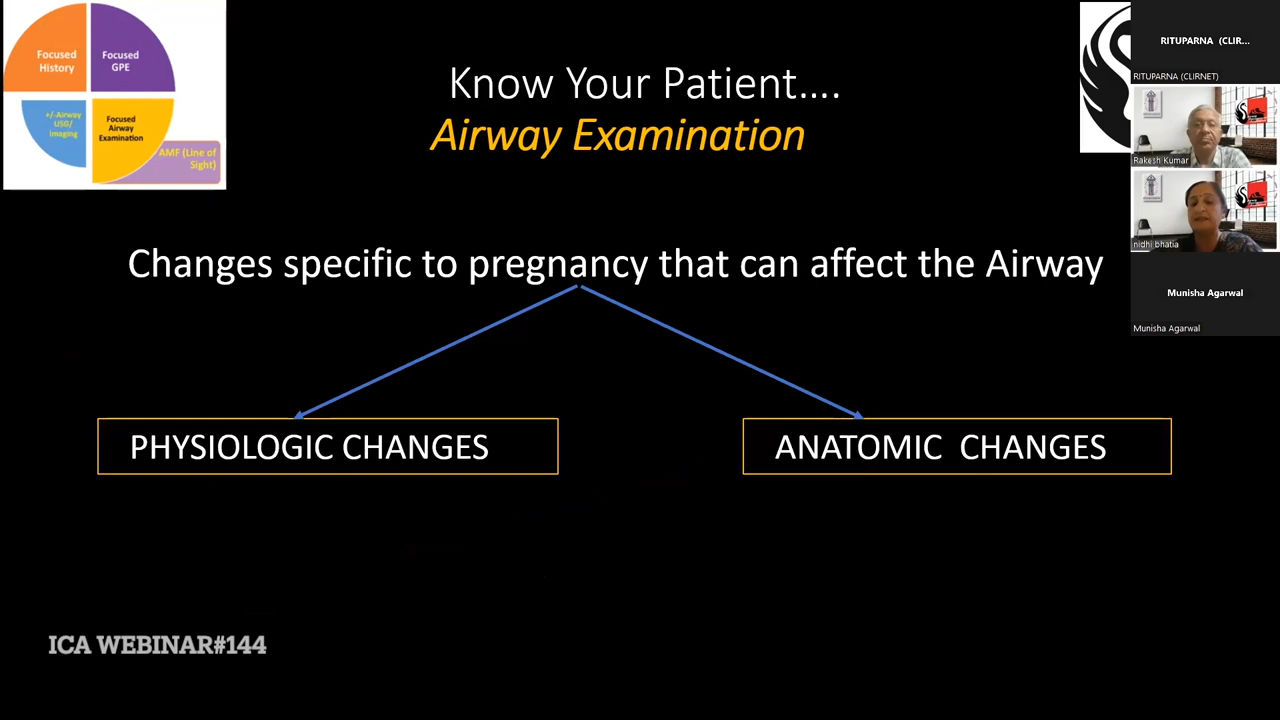 Focused
History
Focused
GPE
+/-Airway
USG/
Imaging
Focused
Airway
Examination
AMF (Line of
Sight)
Know Your Patient....
Airway Examination
RITUPARNA (CLIR...
RITUPARNA (CLIRNET)
Rakesh Kumar
nidhi bhatia
Munisha Agarwal
Munisha Agarwal
Changes specific to pregnancy that can affect the Airway
PHYSIOLOGIC CHANGES
ANATOMIC CHANGES
ICA WEBINAR#144